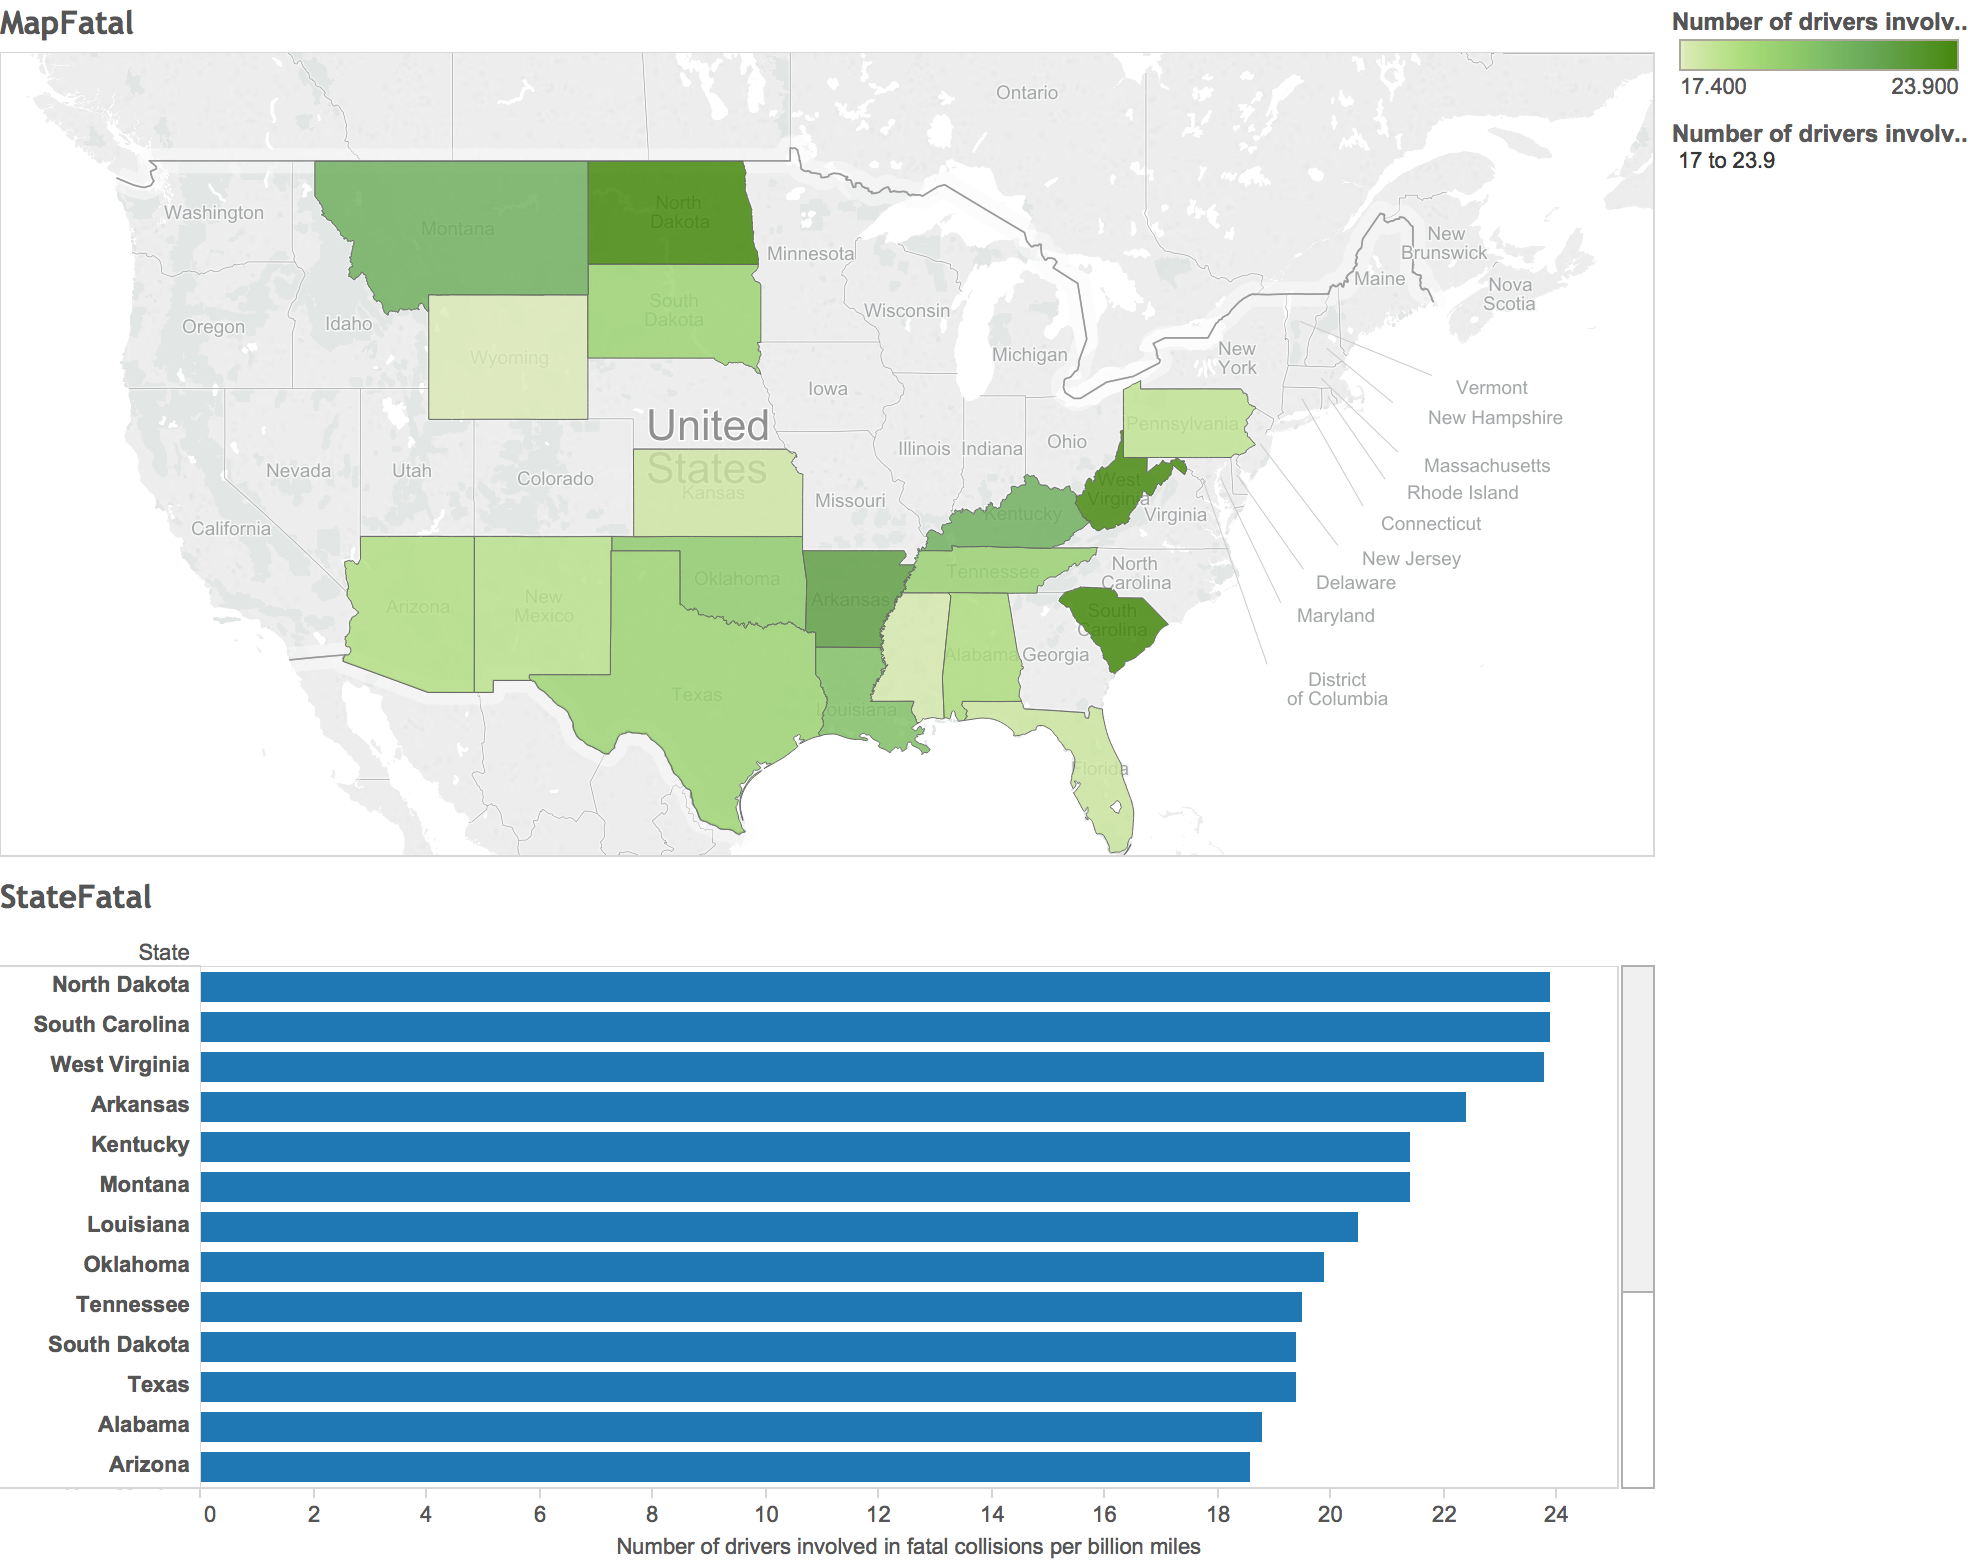 MapFatal
Number of drivers involv..
17.400 23.900
Number of drivers involv..
17 to 23.9
Ontario
Washington
Montana
North
Dakota
Minnesota
New
Brunswick
Maine
Nova
Scotia
Oregon
Idaho
South
Dakota
Wisconsin
Wyoming
Michigan
New
York
Iowa
Vermont
New Hampshire
United
States
Pennsylvania
Nevada
Utah
Colorado
Kansas
Illinois
Indiana
Ohio
Massachusetts
Rhode Island
Missouri
West
Virginia
Virginia
Kentucky
California
Connecticut
New Jersey
Delaware
Maryland
Arizona
New
Mexico
Oklahoma
Arkansas
Tennessee
North
Carolina
South
Carolina
Alabama
Georgia
District
of Columbia
Texas
Louisiana
Florida
StateFatal
State
North Dakota
South Carolina
West Virginia
Arkansas
Kentucky
Montana
Louisiana
Oklahoma
Tennessee
South Dakota
Texas
Alabama
Arizona
0 2 4 6 8 10 12 14 16 18 20 22 24
Number of drivers involved in fatal collisions per billion miles